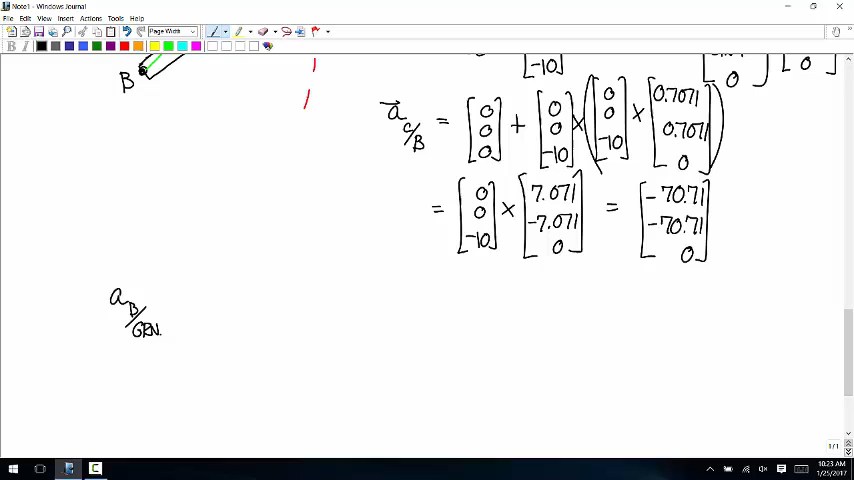 Note1 - Windows Journal
File Edit View Insert Actions Tools Help
Page Width
B I
B
[-10]
0
0
a⃗ C/B = [0 0 0] + [0 0 -10] × ([0 0 -10] × [0.7071 0.7071 0])
= [0 0 -10] × [7.071 -7.071 0] = [-70.71 -70.71 0]
a B/GRN.
1/1
10:23 AM
1/25/2017